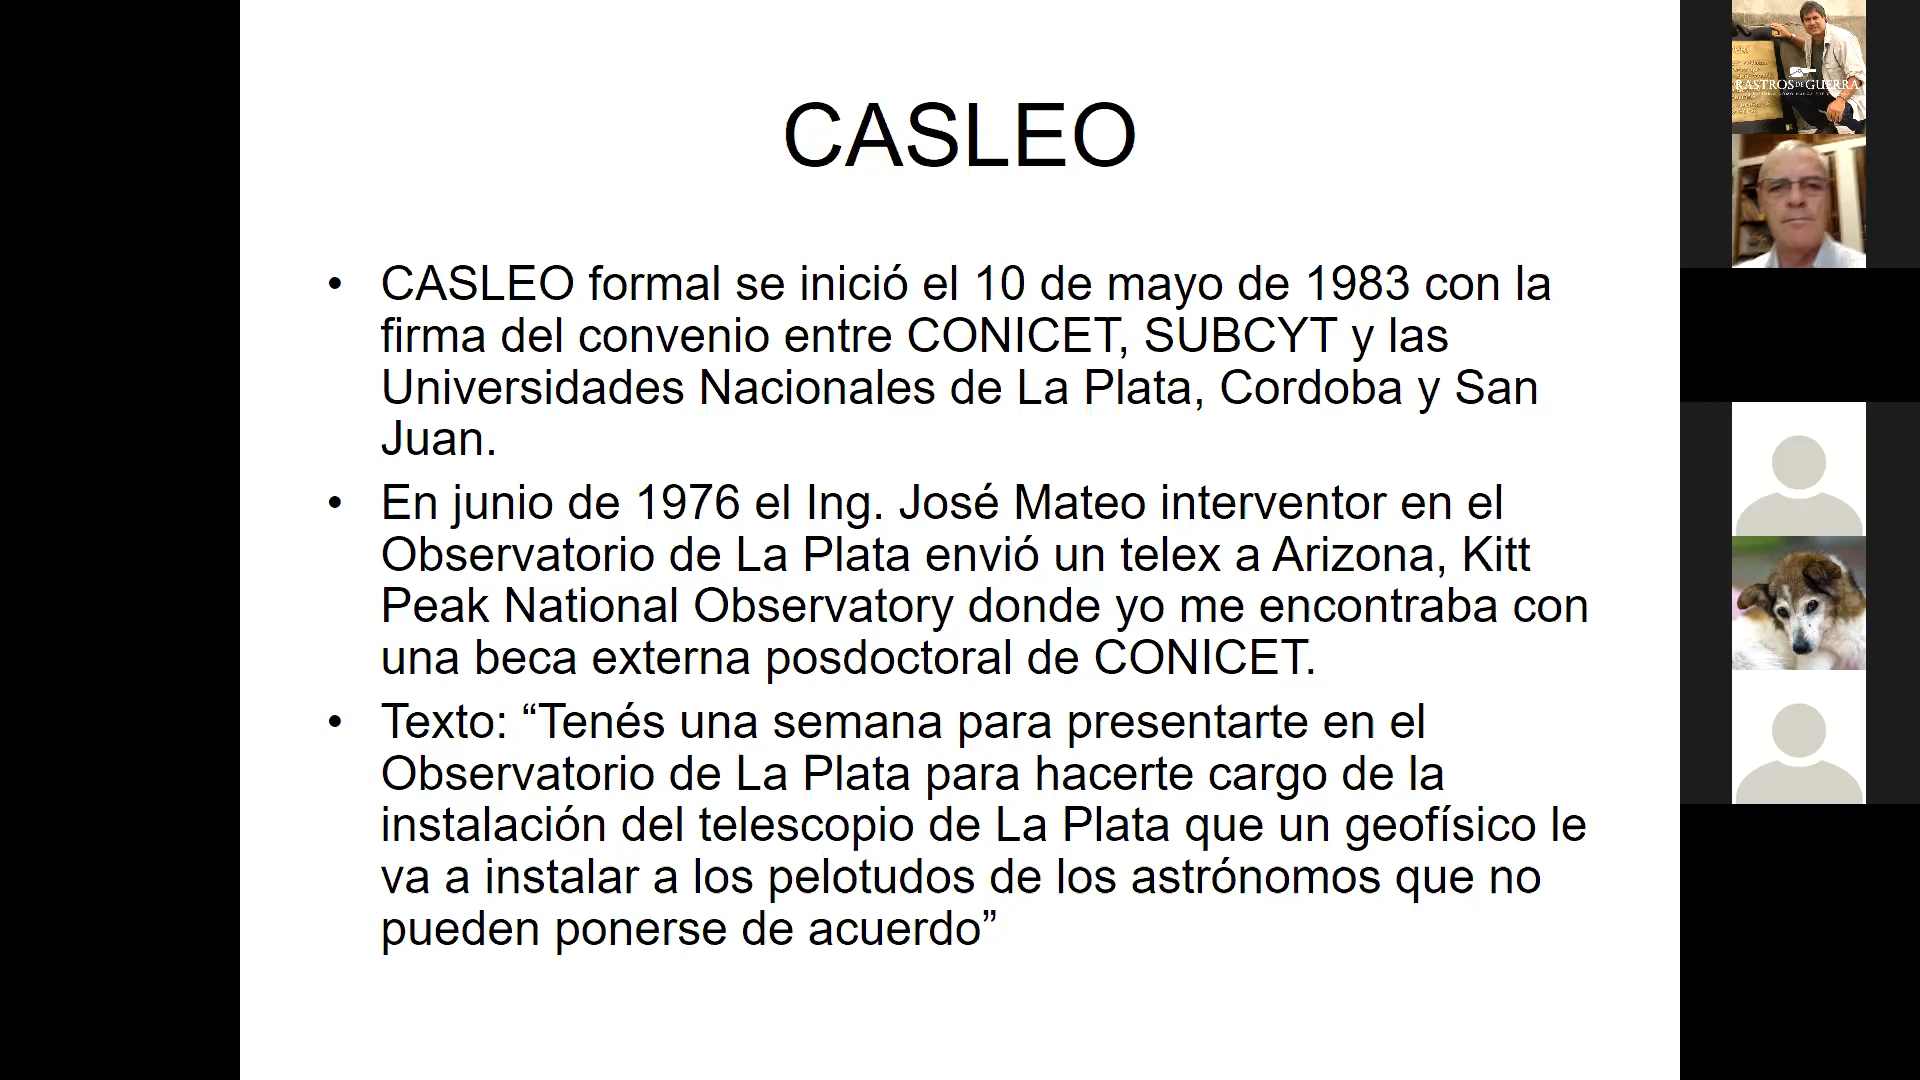 CASLEO
• CASLEO formal se inició el 10 de mayo de 1983 con la
firma del convenio entre CONICET, SUBCYT y las
Universidades Nacionales de La Plata, Cordoba y San
Juan.
• En junio de 1976 el Ing. José Mateo interventor en el
Observatorio de La Plata envió un telex a Arizona, Kitt
Peak National Observatory donde yo me encontraba con
una beca externa posdoctoral de CONICET.
• Texto: “Tenés una semana para presentarte en el
Observatorio de La Plata para hacerte cargo de la
instalación del telescopio de La Plata que un geofísico le
va a instalar a los pelotudos de los astrónomos que no
pueden ponerse de acuerdo”
RASTROS DE GUERRA